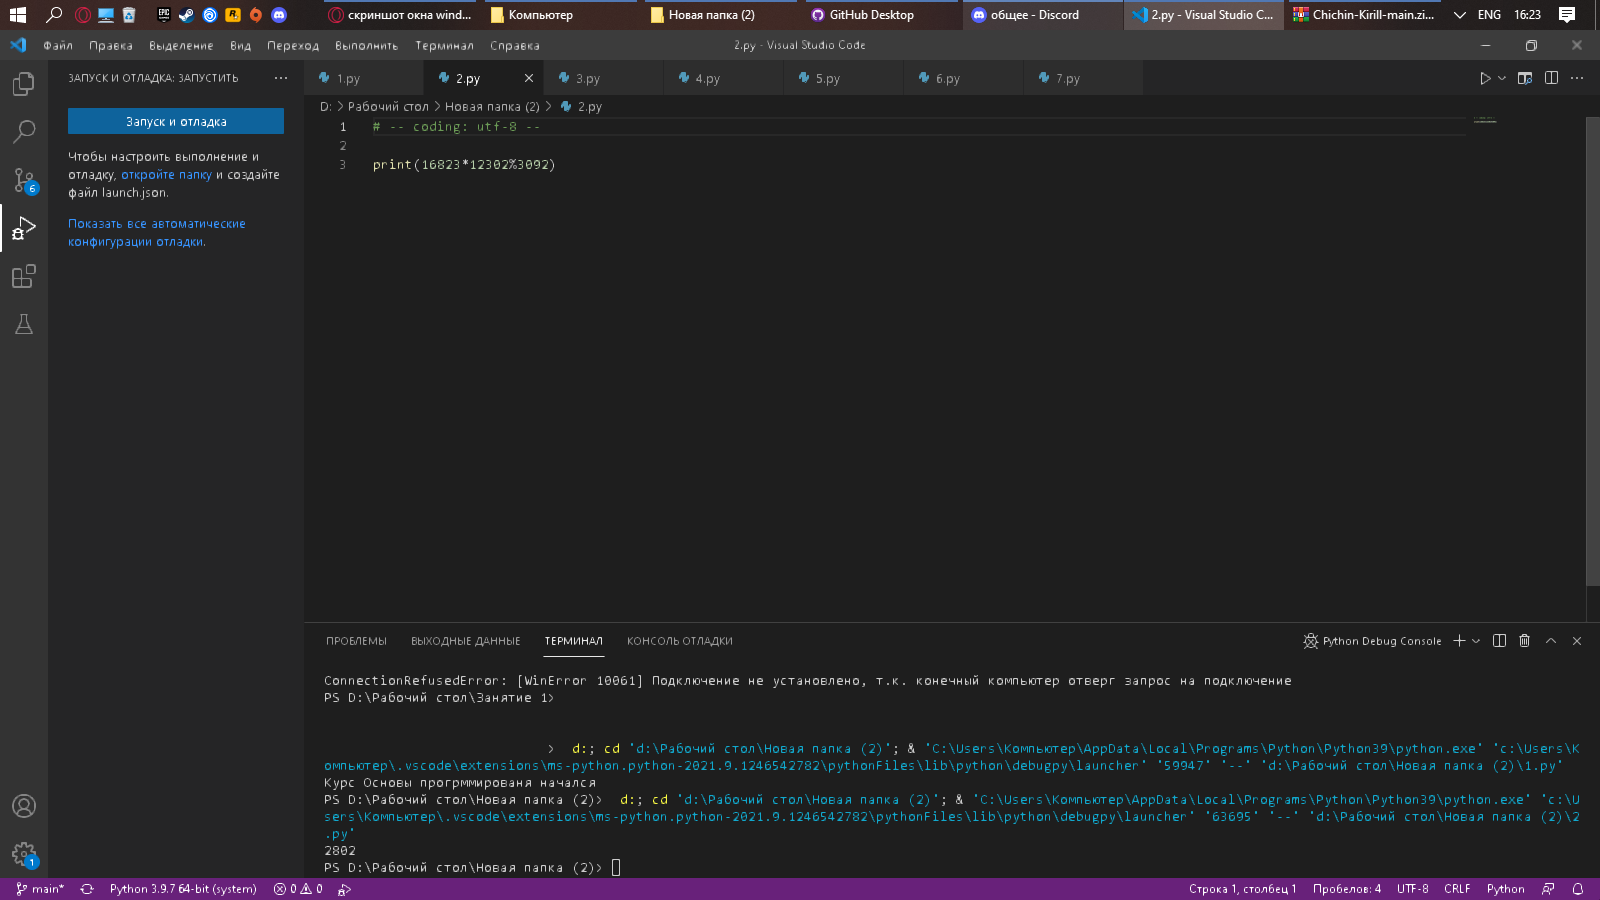 скриншот окна wind...
Компьютер
Новая папка (2)
GitHub Desktop
общее - Discord
2.py - Visual Studio C...
Chichin-Kirill-main.zi...
ENG
16:23
Файл Правка Выделение Вид Переход Выполнить Терминал Справка
2.py - Visual Studio Code
ЗАПУСК И ОТЛАДКА: ЗАПУСТИТЬ ...
1.py
2.py
3.py
4.py
5.py
6.py
7.py
D: > Рабочий стол > Новая папка (2) > 2.py
Запуск и отладка
Чтобы настроить выполнение и
отладку, откройте папку и создайте
файл launch.json.
Показать все автоматические
конфигурации отладки.
1 # -- coding: utf-8 --
2
3 print(16823*12302%3092)
6
1
ПРОБЛЕМЫ ВЫХОДНЫЕ ДАННЫЕ ТЕРМИНАЛ КОНСОЛЬ ОТЛАДКИ
Python Debug Console
ConnectionRefusedError: [WinError 10061] Подключение не установлено, т.к. конечный компьютер отверг запрос на подключение
PS D:\Рабочий стол\Занятие 1>
> d:; cd 'd:\Рабочий стол\Новая папка (2)'; & 'C:\Users\Компьютер\AppData\Local\Programs\Python\Python39\python.exe' 'c:\Users\К
омпьютер\.vscode\extensions\ms-python.python-2021.9.1246542782\pythonFiles\lib\python\debugpy\launcher' '59947' '--' 'd:\Рабочий стол\Новая папка (2)\1.py'
Курс Основы прогрммированя начался
PS D:\Рабочий стол\Новая папка (2)> d:; cd 'd:\Рабочий стол\Новая папка (2)'; & 'C:\Users\Компьютер\AppData\Local\Programs\Python\Python39\python.exe' 'c:\U
sers\Компьютер\.vscode\extensions\ms-python.python-2021.9.1246542782\pythonFiles\lib\python\debugpy\launcher' '63695' '--' 'd:\Рабочий стол\Новая папка (2)\2
.py'
2802
PS D:\Рабочий стол\Новая папка (2)>
main* Python 3.9.7 64-bit (system) 0 0
Строка 1, столбец 1 Пробелов: 4 UTF-8 CRLF Python